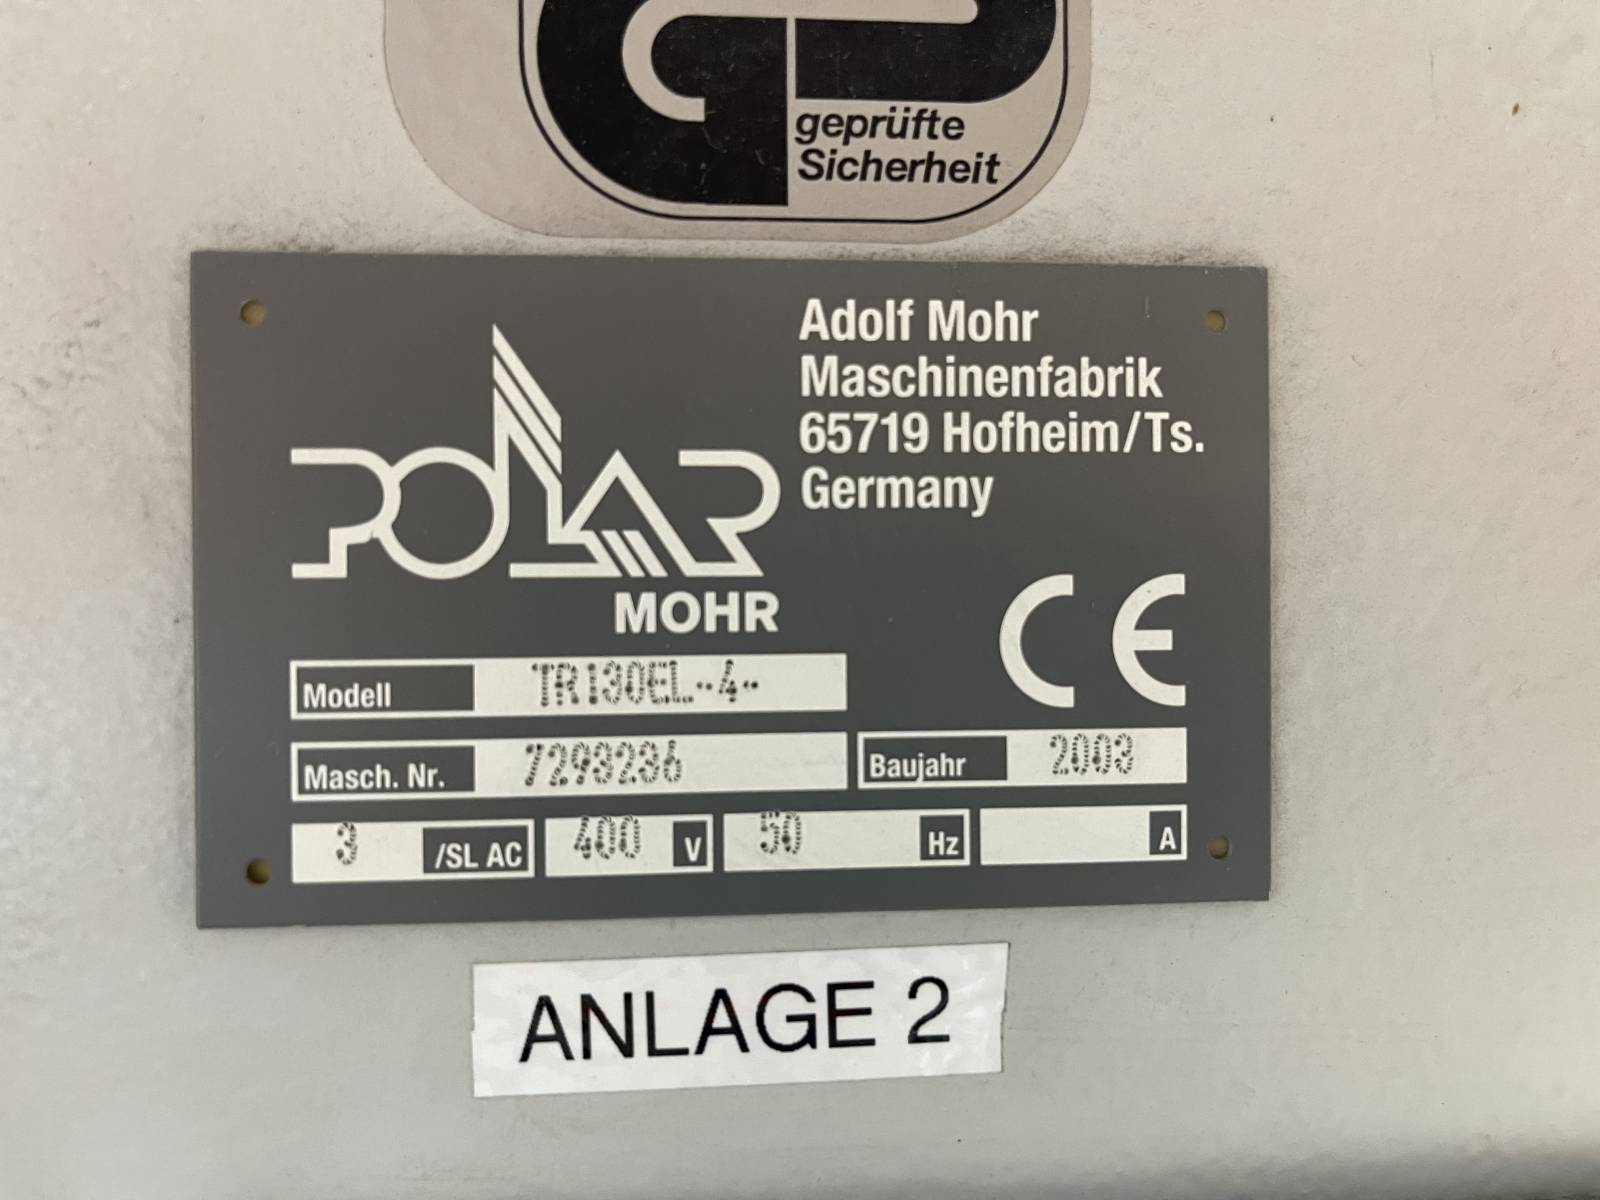 geprüfte
Sicherheit
Adolf Mohr
Maschinenfabrik
65719 Hofheim/Ts.
Germany
POLAR
MOHR
CE
Modell TR130EL-4-
Masch. Nr. 7293236
Baujahr 2003
3 /SL AC 400 V 50 Hz A
ANLAGE 2